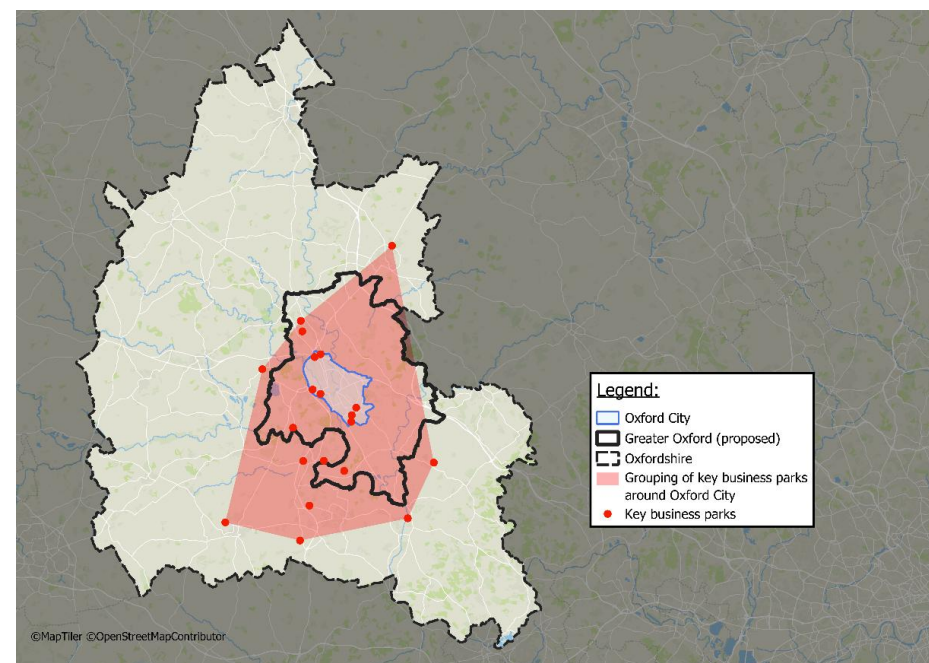 Legend:
Oxford City
Greater Oxford (proposed)
Oxfordshire
Grouping of key business parks
around Oxford City
Key business parks
©MapTiler ©OpenStreetMapContributor